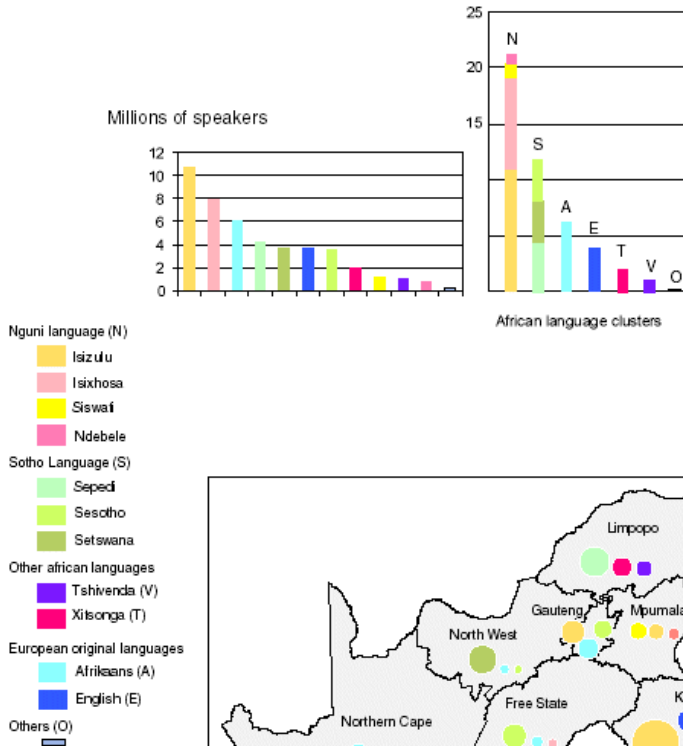 25
N
20
Millions of speakers
15
S
12
10
8
6
4
2
0
A
E
T
V
O
African language clusters
Nguni language (N)
Isizulu
Isixhosa
Siswati
Ndebele
Sotho Language (S)
Sepedi
Sesotho
Setswana
Limpopo
Other african languages
Tshivenda (V)
Xitsonga (T)
Gauteng
Mpumala
North West
European original languages
Afrikaans (A)
English (E)
Free State
K
Northern Cape
Others (O)